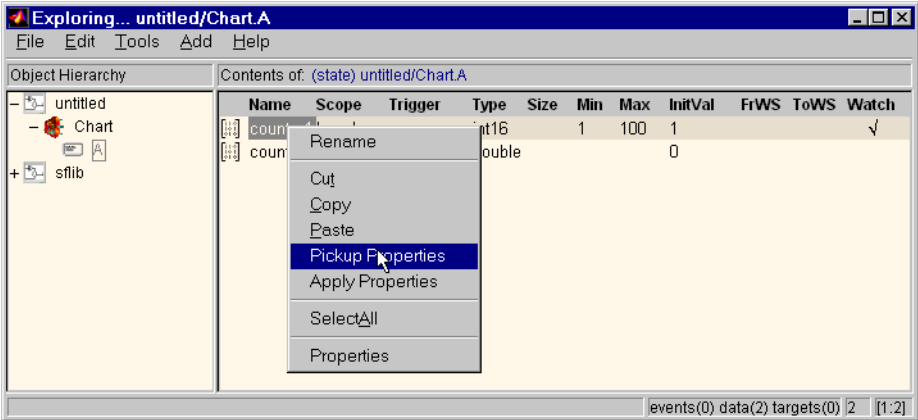 Exploring... untitled/Chart.A
File Edit Tools Add Help
Object Hierarchy
Contents of: (state) untitled/Chart.A
untitled
Chart
A
sflib
Name Scope Trigger Type Size Min Max InitVal FrWS ToWS Watch
int16 1 100 1 √
0
Rename
Cut
Copy
Paste
Pickup Properties
Apply Properties
SelectAll
Properties
events(0) data(2) targets(0) 2 [1:2]